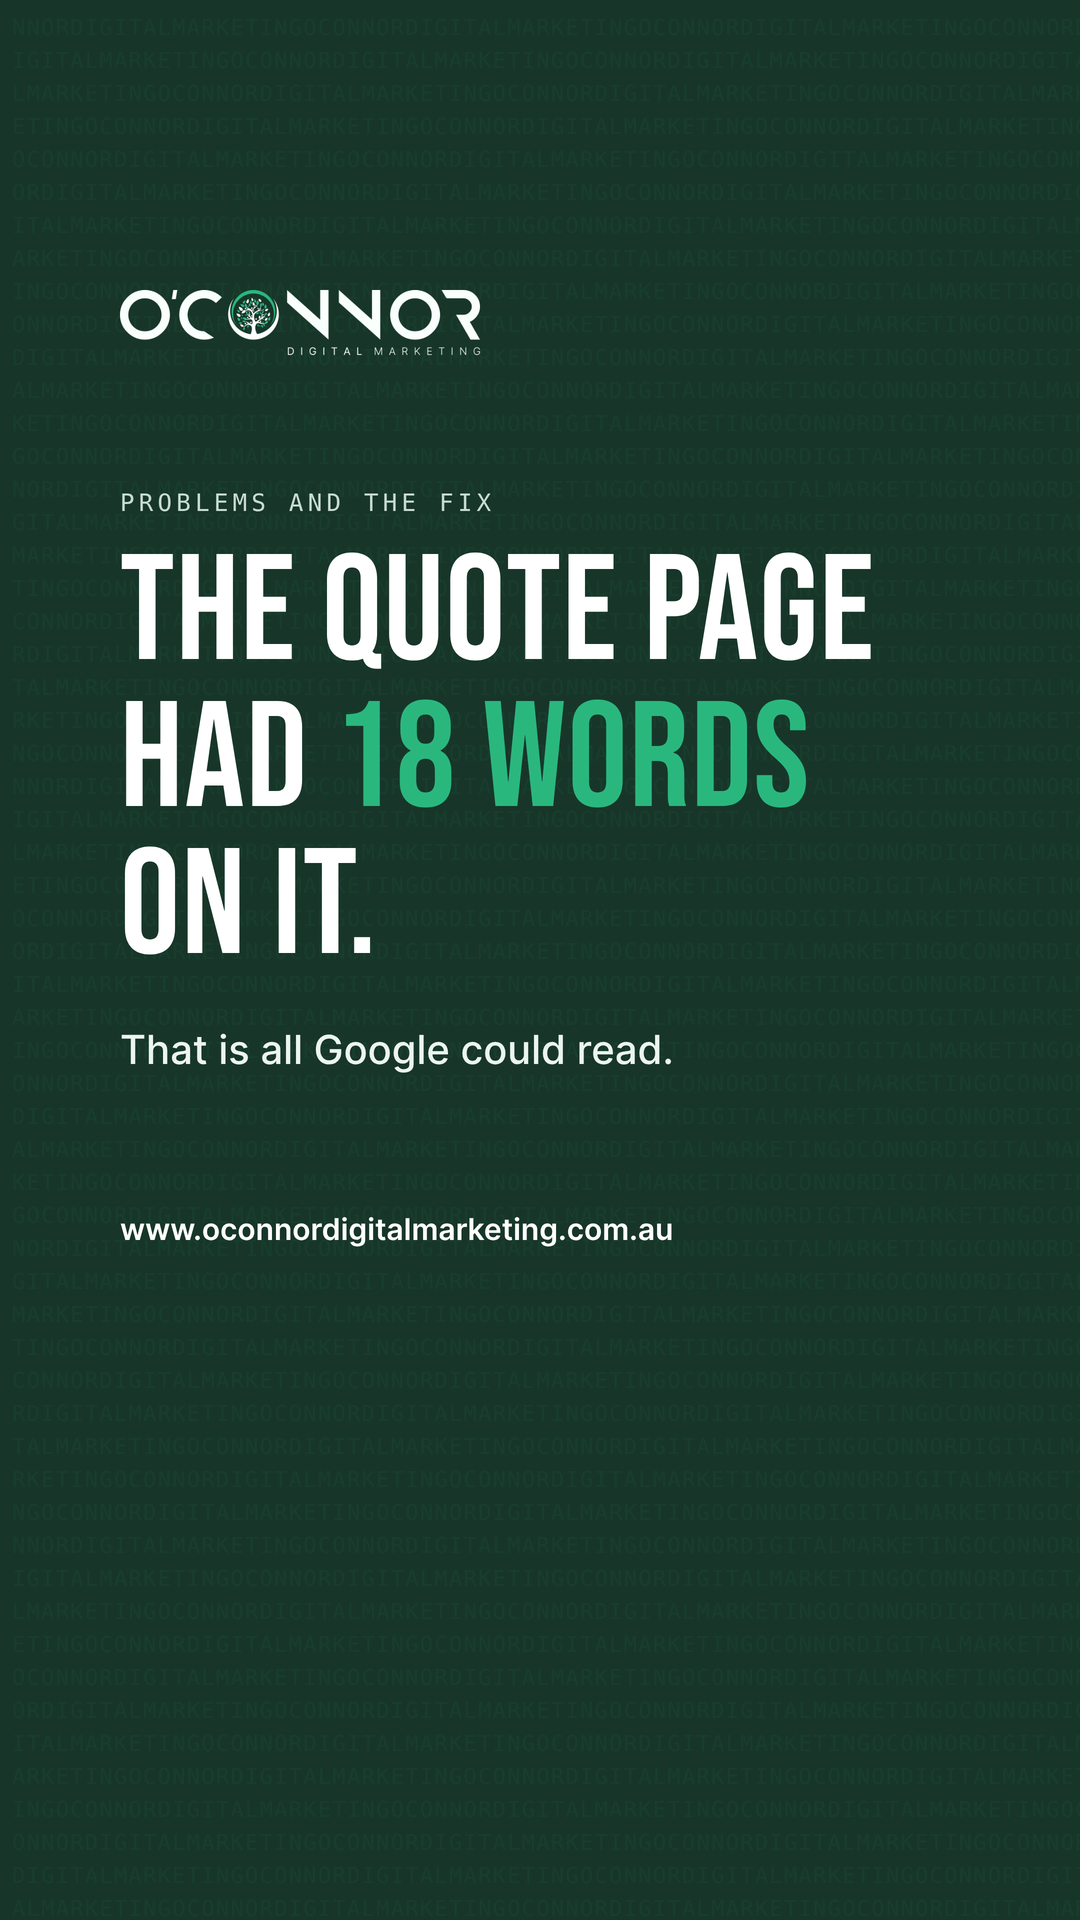 O'CONNOR
DIGITAL MARKETING
PROBLEMS AND THE FIX
THE QUOTE PAGE
HAD 18 WORDS
ON IT.
That is all Google could read.
www.oconnordigitalmarketing.com.au